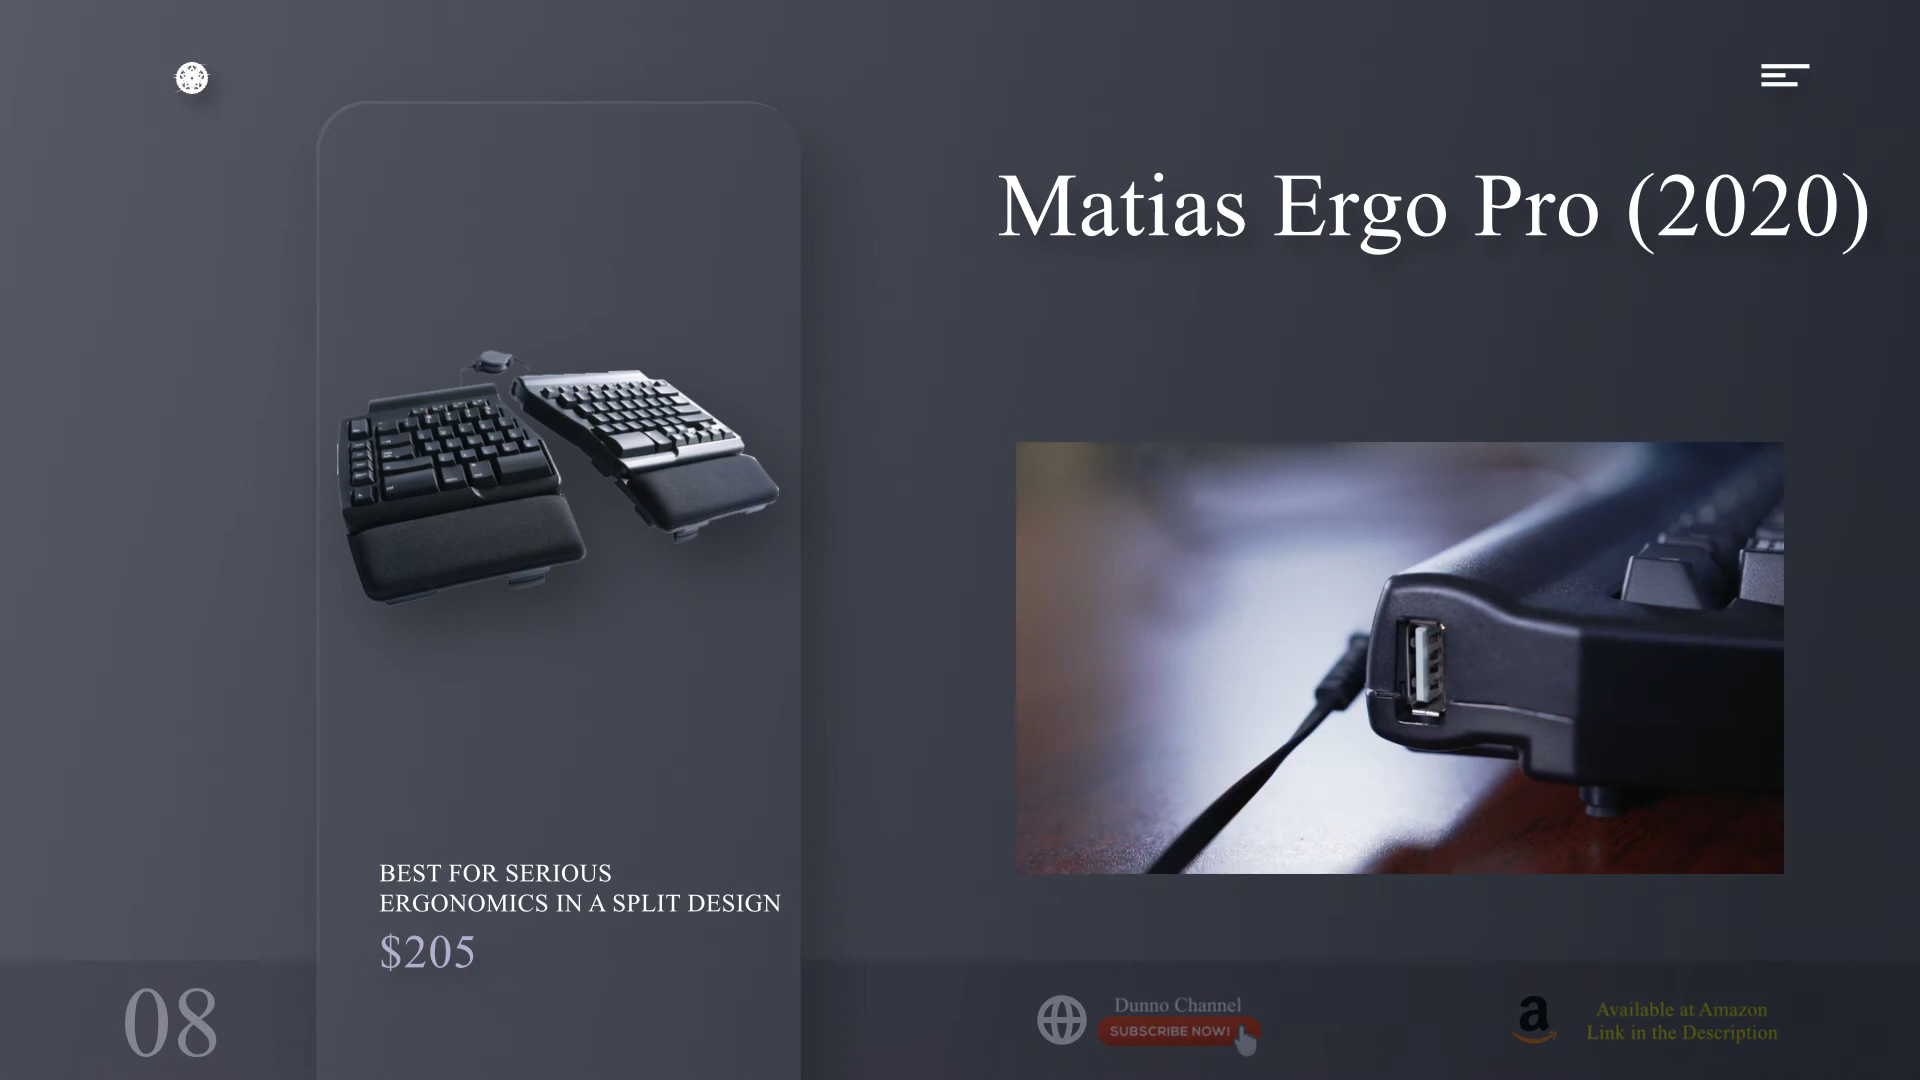 Matias Ergo Pro (2020)
BEST FOR SERIOUS
ERGONOMICS IN A SPLIT DESIGN
$205
08
Dunno Channel
SUBSCRIBE NOW!
a
Available at Amazon
Link in the Description